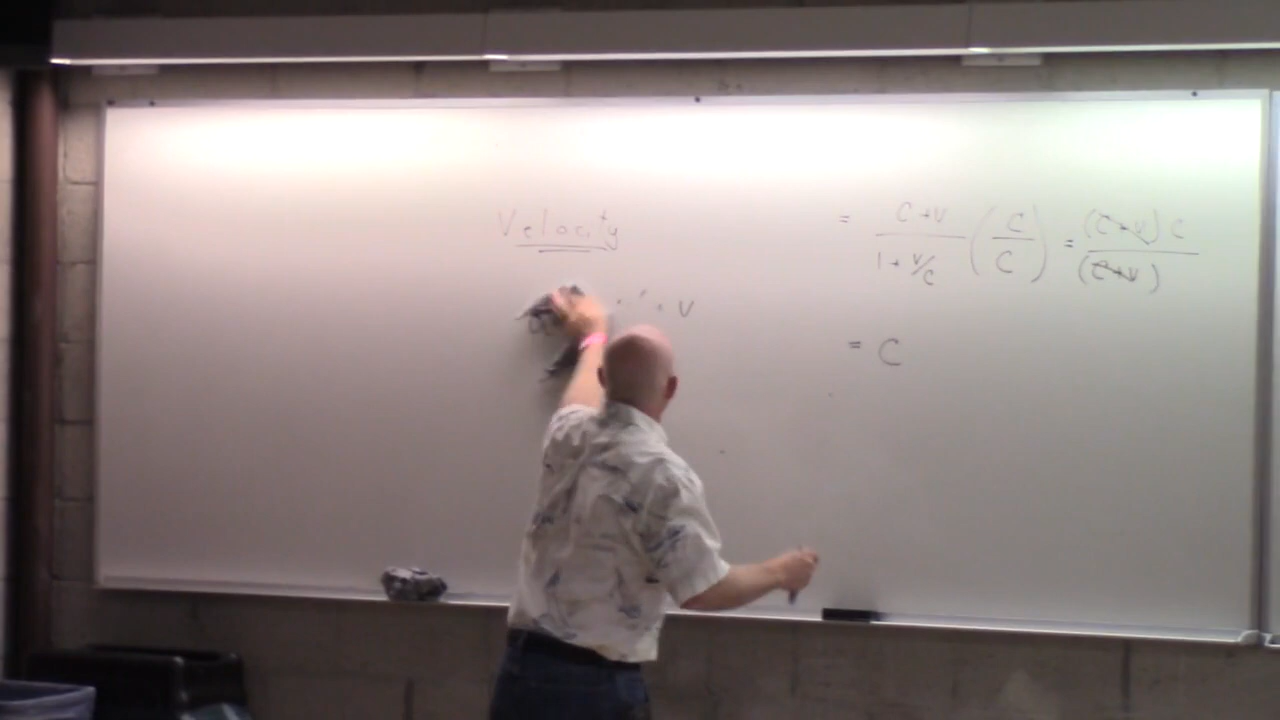 Velocity
= C+V / 1+V/C (C/C) = (C+V) C / (C+V)
V
= C